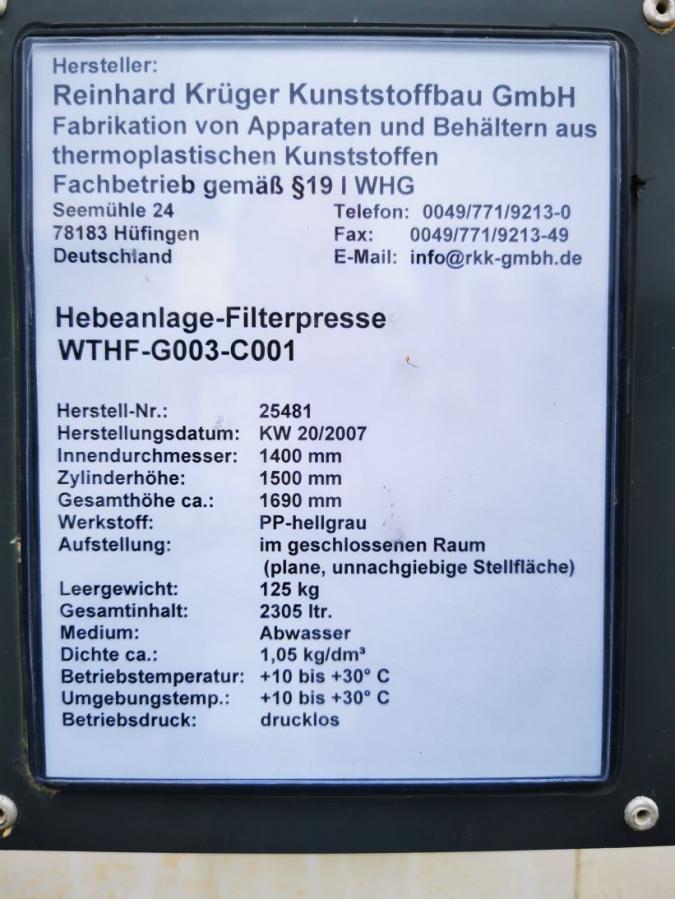 Hersteller:
Reinhard Krüger Kunststoffbau GmbH
Fabrikation von Apparaten und Behältern aus
thermoplastischen Kunststoffen
Fachbetrieb gemäß §19 l WHG
Seemühle 24 Telefon: 0049/771/9213-0
78183 Hüfingen Fax: 0049/771/9213-49
Deutschland E-Mail: info@rkk-gmbh.de
Hebeanlage-Filterpresse
WTHF-G003-C001
Herstell-Nr.: 25481
Herstellungsdatum: KW 20/2007
Innendurchmesser: 1400 mm
Zylinderhöhe: 1500 mm
Gesamthöhe ca.: 1690 mm
Werkstoff: PP-hellgrau
Aufstellung: im geschlossenen Raum
(plane, unnachgiebige Stellfläche)
Leergewicht: 125 kg
Gesamtinhalt: 2305 ltr.
Medium: Abwasser
Dichte ca.: 1,05 kg/dm³
Betriebstemperatur: +10 bis +30° C
Umgebungstemp.: +10 bis +30° C
Betriebsdruck: drucklos